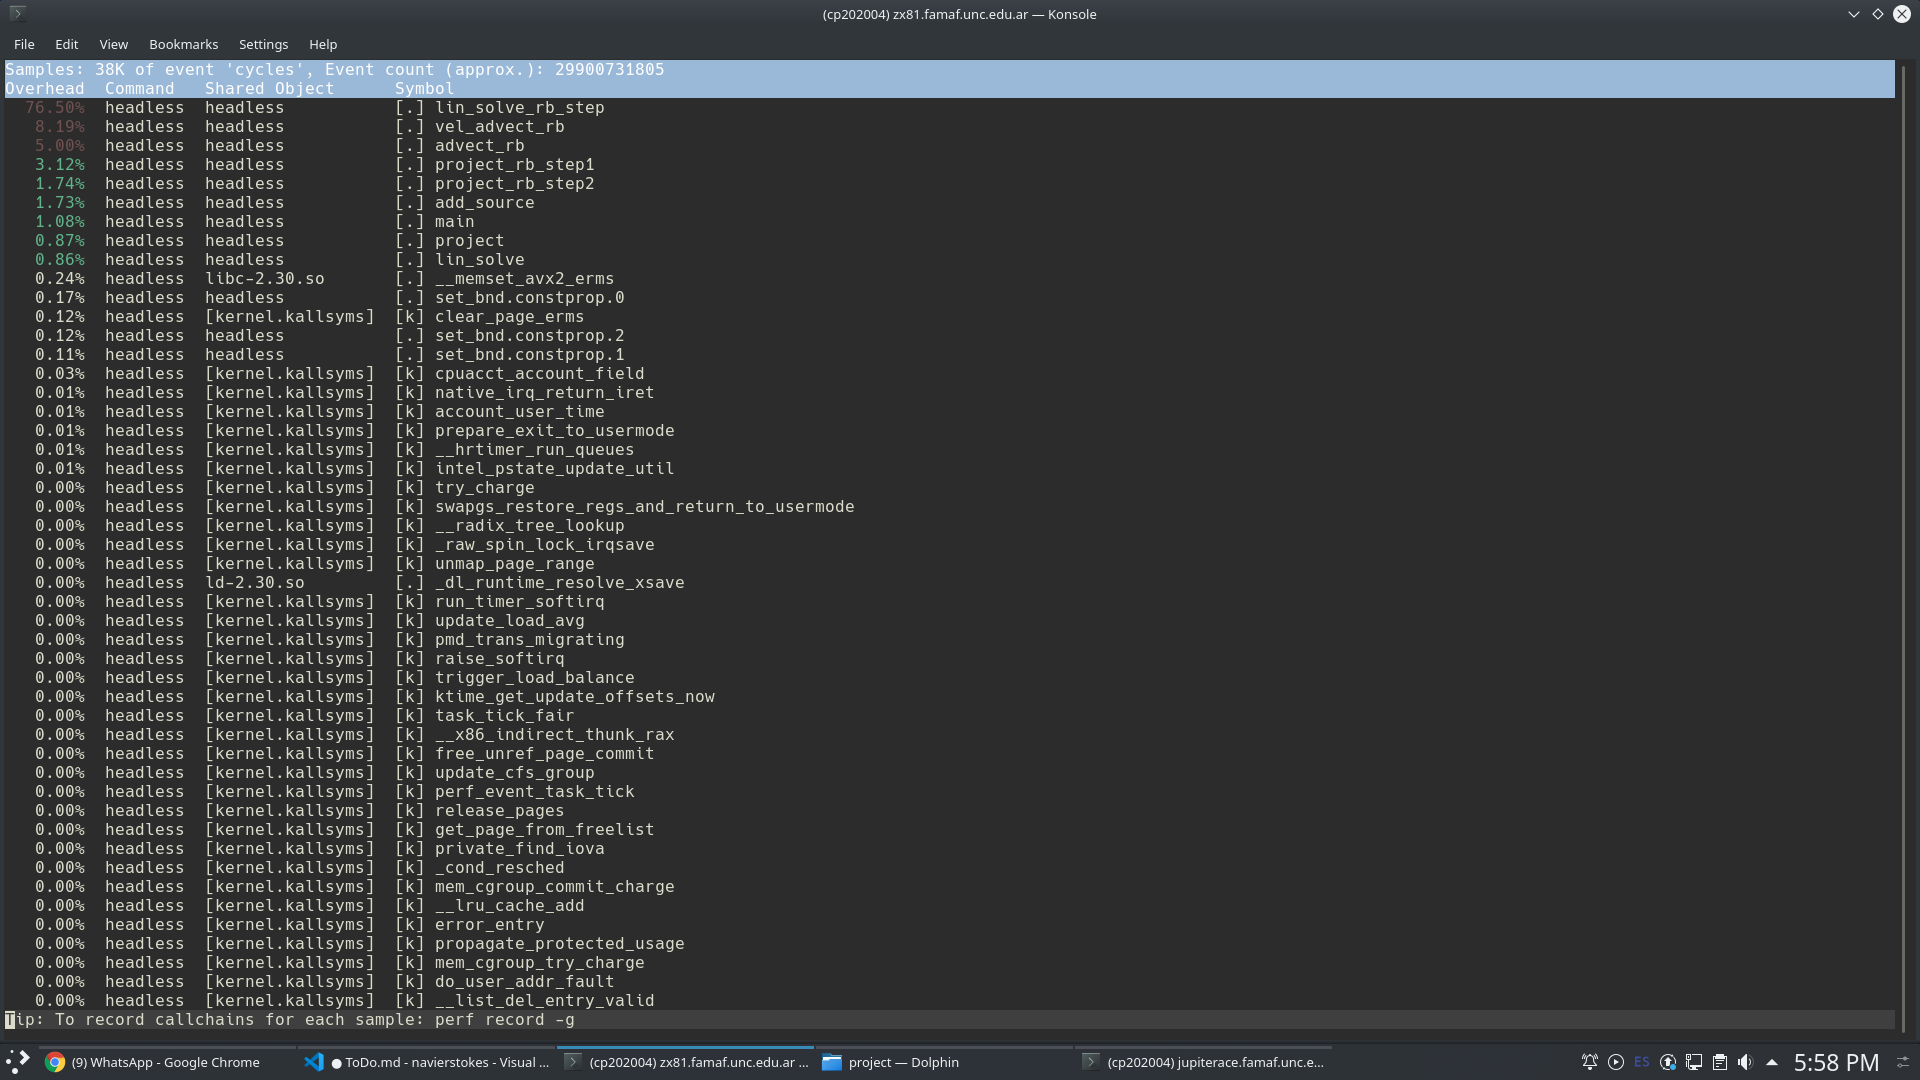 (cp202004) zx81.famaf.unc.edu.ar — Konsole
File Edit View Bookmarks Settings Help
Samples: 38K of event 'cycles', Event count (approx.): 29900731805
Overhead  Command   Shared Object      Symbol
76.50%  headless  headless           [.] lin_solve_rb_step
8.19%  headless  headless           [.] vel_advect_rb
5.00%  headless  headless           [.] advect_rb
3.12%  headless  headless           [.] project_rb_step1
1.74%  headless  headless           [.] project_rb_step2
1.73%  headless  headless           [.] add_source
1.08%  headless  headless           [.] main
0.87%  headless  headless           [.] project
0.86%  headless  headless           [.] lin_solve
0.24%  headless  libc-2.30.so       [.] __memset_avx2_erms
0.17%  headless  headless           [.] set_bnd.constprop.0
0.12%  headless  [kernel.kallsyms]  [k] clear_page_erms
0.12%  headless  headless           [.] set_bnd.constprop.2
0.11%  headless  headless           [.] set_bnd.constprop.1
0.03%  headless  [kernel.kallsyms]  [k] cpuacct_account_field
0.01%  headless  [kernel.kallsyms]  [k] native_irq_return_iret
0.01%  headless  [kernel.kallsyms]  [k] account_user_time
0.01%  headless  [kernel.kallsyms]  [k] prepare_exit_to_usermode
0.01%  headless  [kernel.kallsyms]  [k] __hrtimer_run_queues
0.01%  headless  [kernel.kallsyms]  [k] intel_pstate_update_util
0.00%  headless  [kernel.kallsyms]  [k] try_charge
0.00%  headless  [kernel.kallsyms]  [k] swapgs_restore_regs_and_return_to_usermode
0.00%  headless  [kernel.kallsyms]  [k] __radix_tree_lookup
0.00%  headless  [kernel.kallsyms]  [k] _raw_spin_lock_irqsave
0.00%  headless  [kernel.kallsyms]  [k] unmap_page_range
0.00%  headless  ld-2.30.so         [.] _dl_runtime_resolve_xsave
0.00%  headless  [kernel.kallsyms]  [k] run_timer_softirq
0.00%  headless  [kernel.kallsyms]  [k] update_load_avg
0.00%  headless  [kernel.kallsyms]  [k] pmd_trans_migrating
0.00%  headless  [kernel.kallsyms]  [k] raise_softirq
0.00%  headless  [kernel.kallsyms]  [k] trigger_load_balance
0.00%  headless  [kernel.kallsyms]  [k] ktime_get_update_offsets_now
0.00%  headless  [kernel.kallsyms]  [k] task_tick_fair
0.00%  headless  [kernel.kallsyms]  [k] __x86_indirect_thunk_rax
0.00%  headless  [kernel.kallsyms]  [k] free_unref_page_commit
0.00%  headless  [kernel.kallsyms]  [k] update_cfs_group
0.00%  headless  [kernel.kallsyms]  [k] perf_event_task_tick
0.00%  headless  [kernel.kallsyms]  [k] release_pages
0.00%  headless  [kernel.kallsyms]  [k] get_page_from_freelist
0.00%  headless  [kernel.kallsyms]  [k] private_find_iova
0.00%  headless  [kernel.kallsyms]  [k] _cond_resched
0.00%  headless  [kernel.kallsyms]  [k] mem_cgroup_commit_charge
0.00%  headless  [kernel.kallsyms]  [k] __lru_cache_add
0.00%  headless  [kernel.kallsyms]  [k] error_entry
0.00%  headless  [kernel.kallsyms]  [k] propagate_protected_usage
0.00%  headless  [kernel.kallsyms]  [k] mem_cgroup_try_charge
0.00%  headless  [kernel.kallsyms]  [k] do_user_addr_fault
0.00%  headless  [kernel.kallsyms]  [k] __list_del_entry_valid
Tip: To record callchains for each sample: perf record -g
(9) WhatsApp - Google Chrome ● ToDo.md - navierstokes - Visual ... (cp202004) zx81.famaf.unc.edu.ar ... project — Dolphin (cp202004) jupiterace.famaf.unc.e... ES 5:58 PM